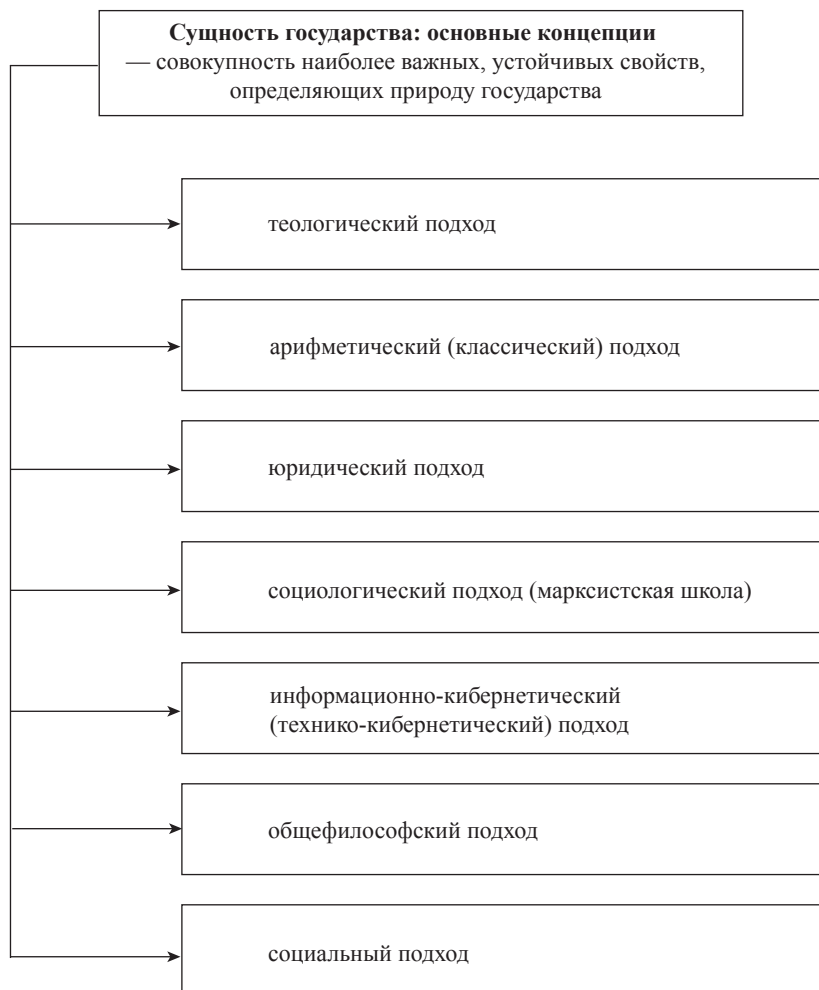 Сущность государства: основные концепции
— совокупность наиболее важных, устойчивых свойств,
определяющих природу государства
теологический подход
арифметический (классический) подход
юридический подход
социологический подход (марксистская школа)
информационно-кибернетический
(технико-кибернетический) подход
общефилософский подход
социальный подход